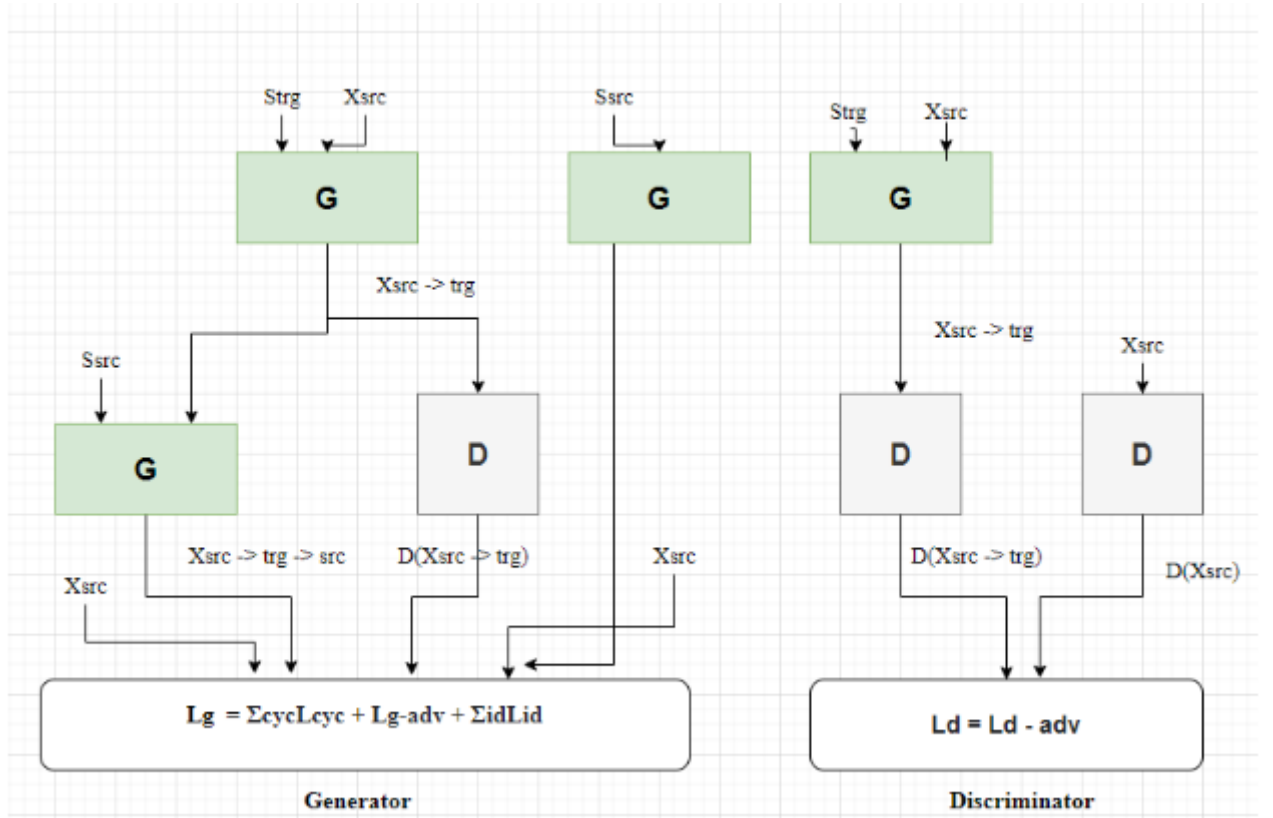 Strg Xsrc Ssrc Strg Xsrc
G G G
Xsrc -> trg
Xsrc -> trg
Ssrc Xsrc
G D D D
Xsrc -> trg -> src D(Xsrc -> trg) Xsrc D(Xsrc -> trg) D(Xsrc)
Xsrc
Lg = ΣcycLcyc + Lg-adv + ΣidLid Ld = Ld - adv
Generator Discriminator